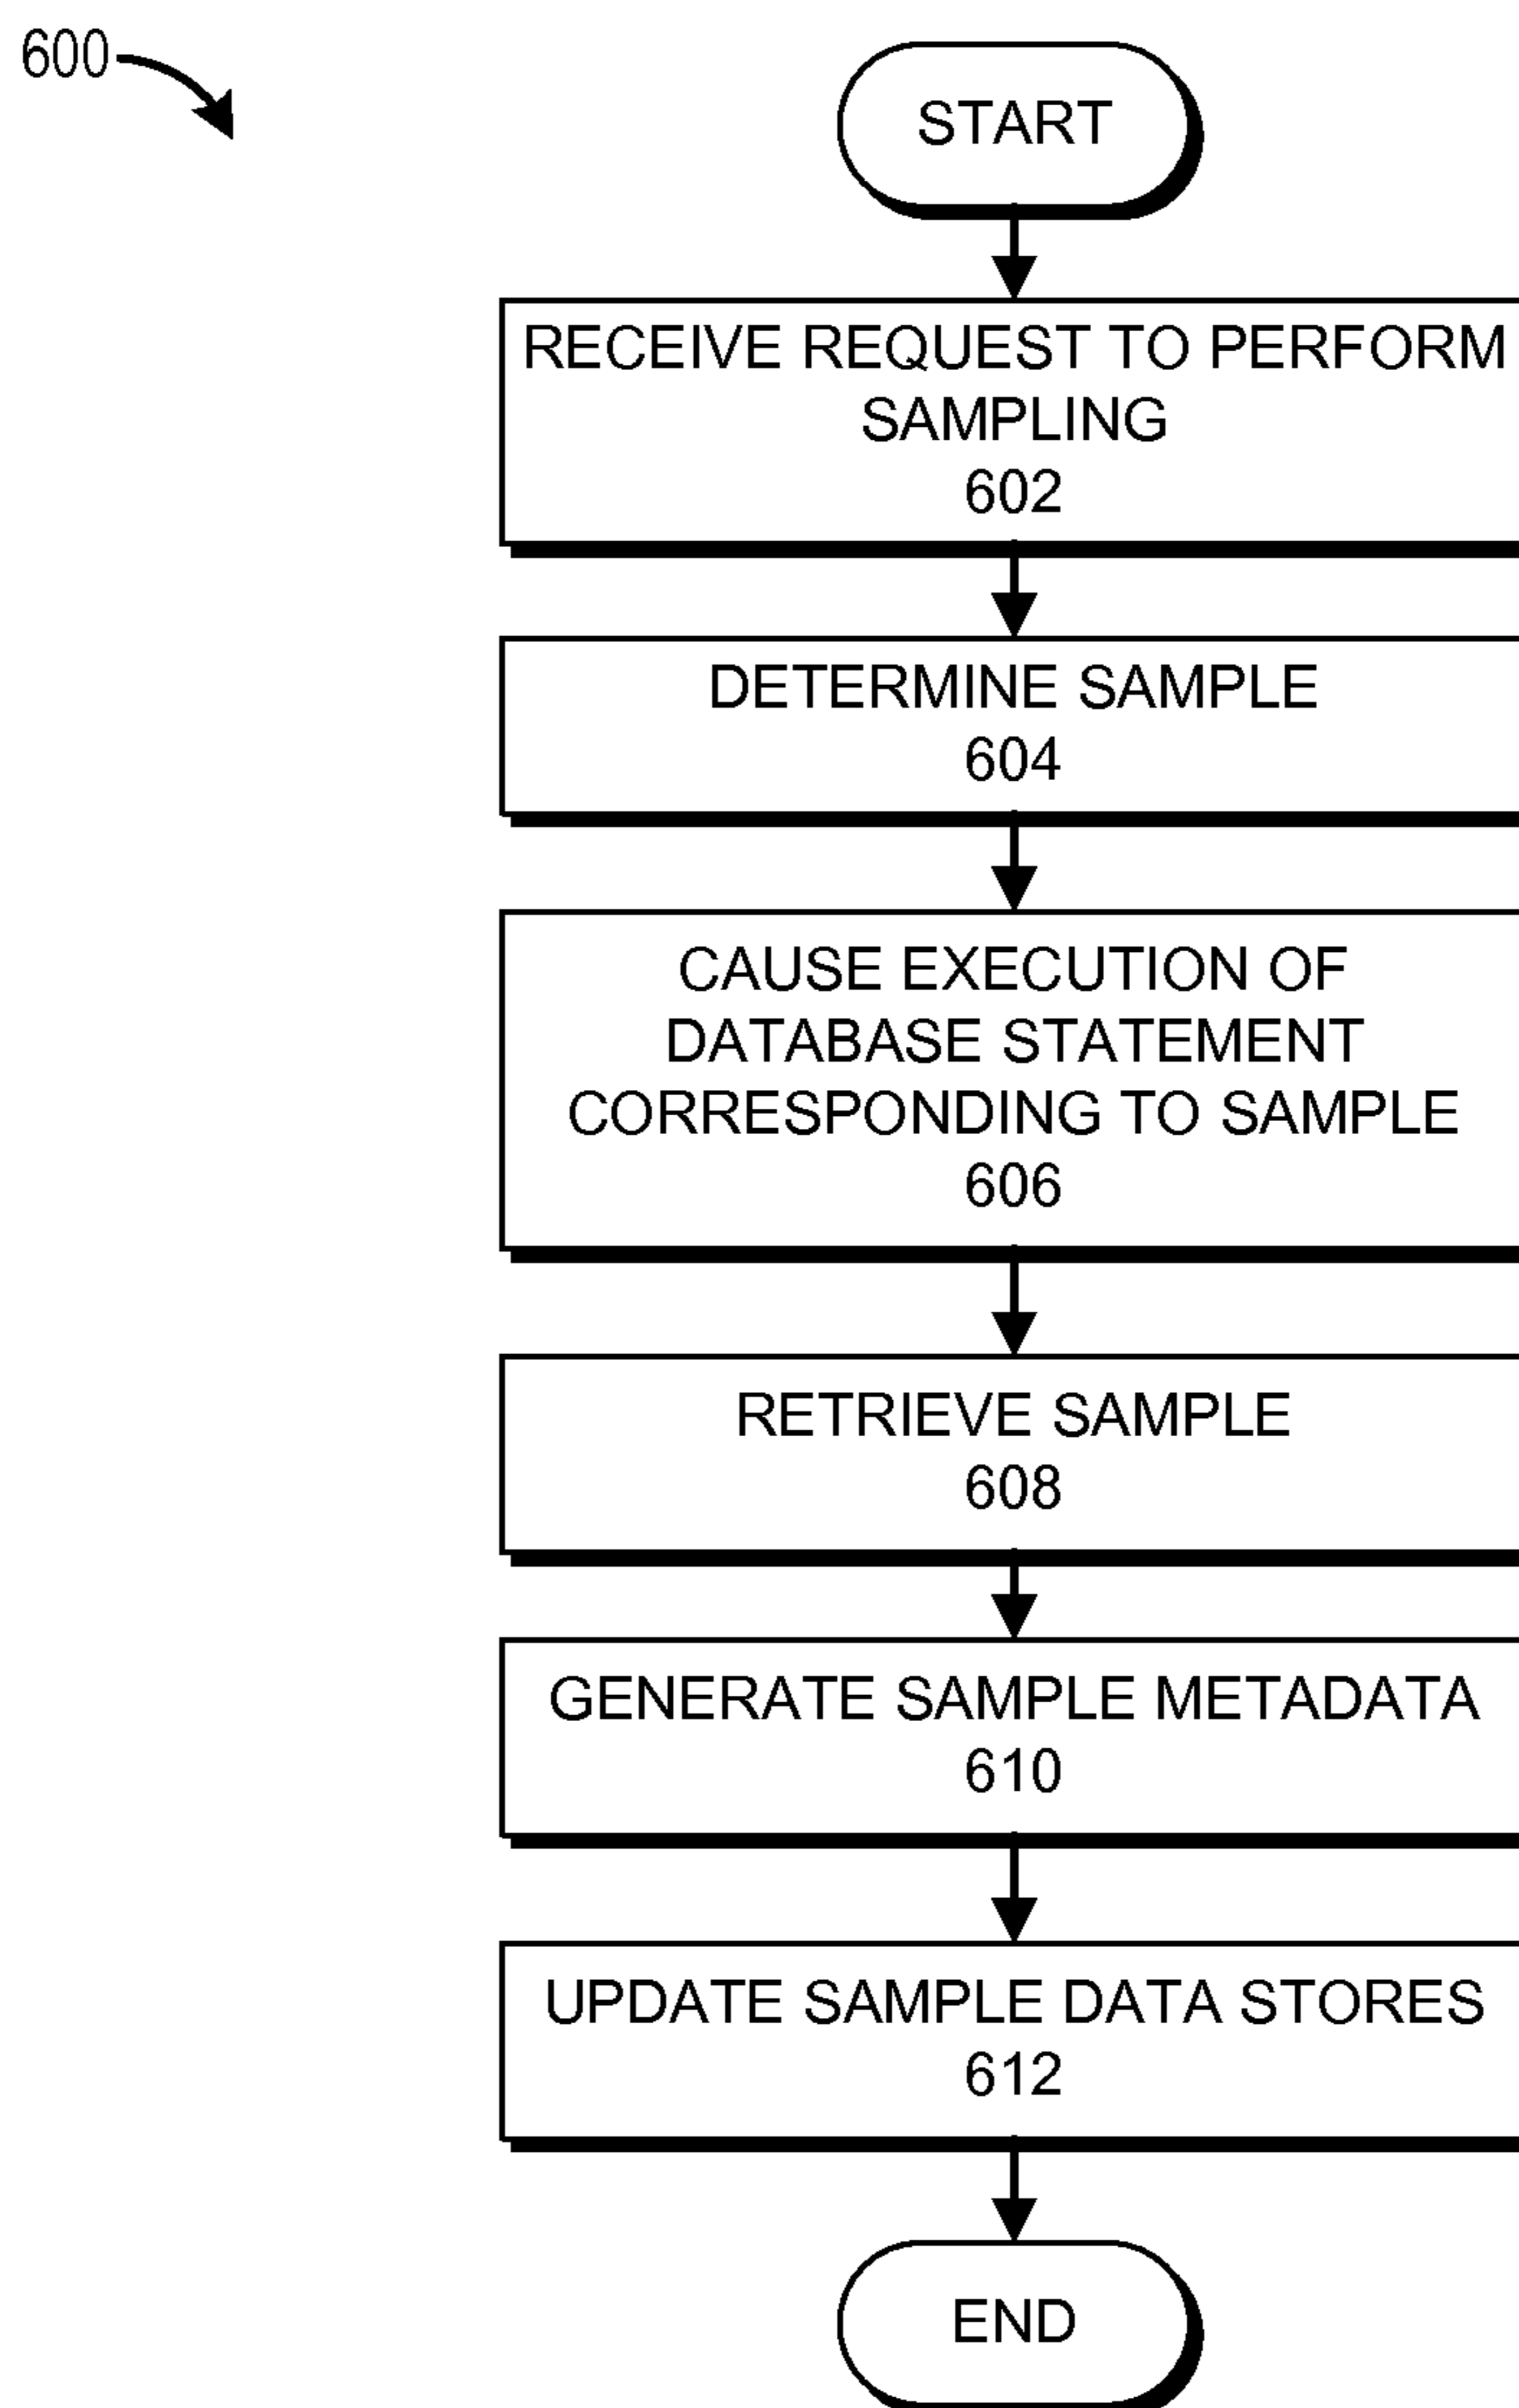 600
START
RECEIVE REQUEST TO PERFORM
SAMPLING
602
DETERMINE SAMPLE
604
CAUSE EXECUTION OF
DATABASE STATEMENT
CORRESPONDING TO SAMPLE
606
RETRIEVE SAMPLE
608
GENERATE SAMPLE METADATA
610
UPDATE SAMPLE DATA STORES
612
END